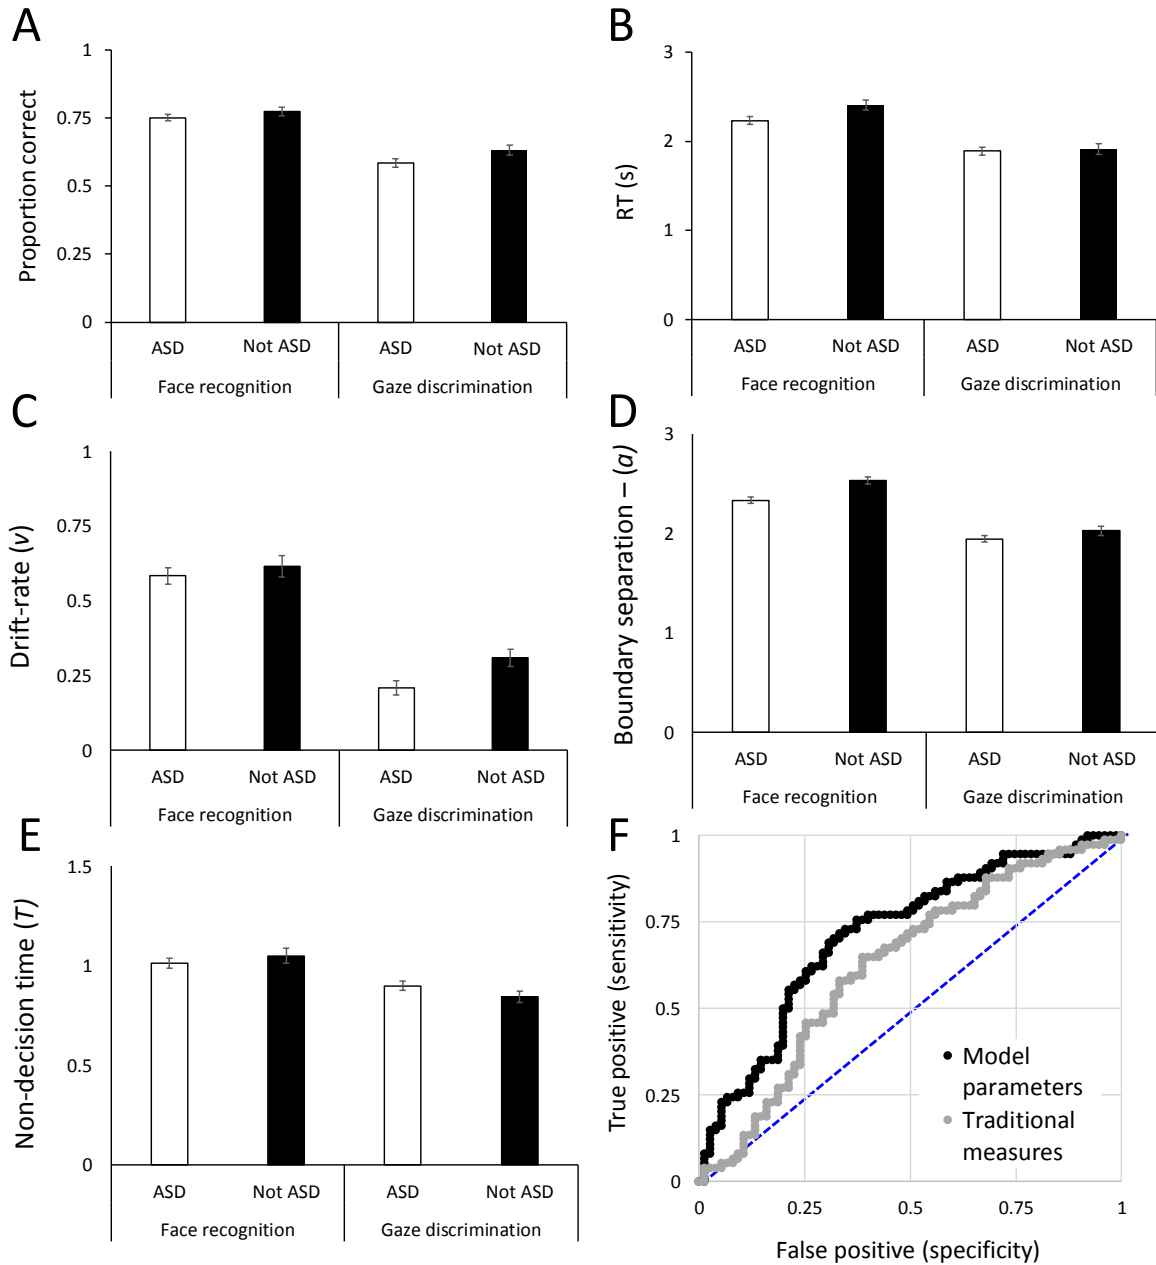 A
Proportion correct
1
0.75
0.5
0.25
0
ASD
Not ASD
ASD
Not ASD
Face recognition
Gaze discrimination
B
RT (s)
3
2
1
0
ASD
Not ASD
ASD
Not ASD
Face recognition
Gaze discrimination
C
Drift-rate (v)
1
0.75
0.5
0.25
0
ASD
Not ASD
ASD
Not ASD
Face recognition
Gaze discrimination
D
Boundary separation – (a)
3
2
1
0
ASD
Not ASD
ASD
Not ASD
Face recognition
Gaze discrimination
E
Non-decision time (T)
1.5
1
0.5
0
ASD
Not ASD
ASD
Not ASD
Face recognition
Gaze discrimination
F
True positive (sensitivity)
1
0.75
0.5
0.25
0
Model
parameters
Traditional
measures
0
0.25
0.5
0.75
1
False positive (specificity)